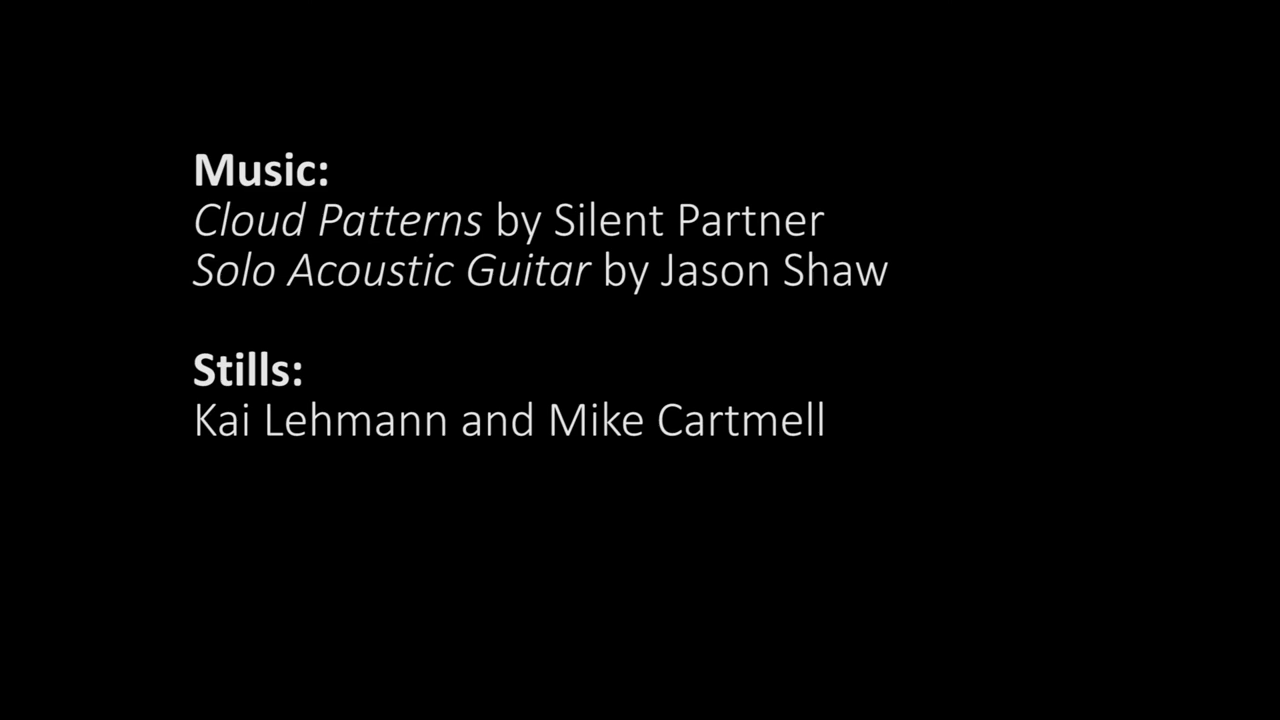 Music:
Cloud Patterns by Silent Partner
Solo Acoustic Guitar by Jason Shaw
Stills:
Kai Lehmann and Mike Cartmell